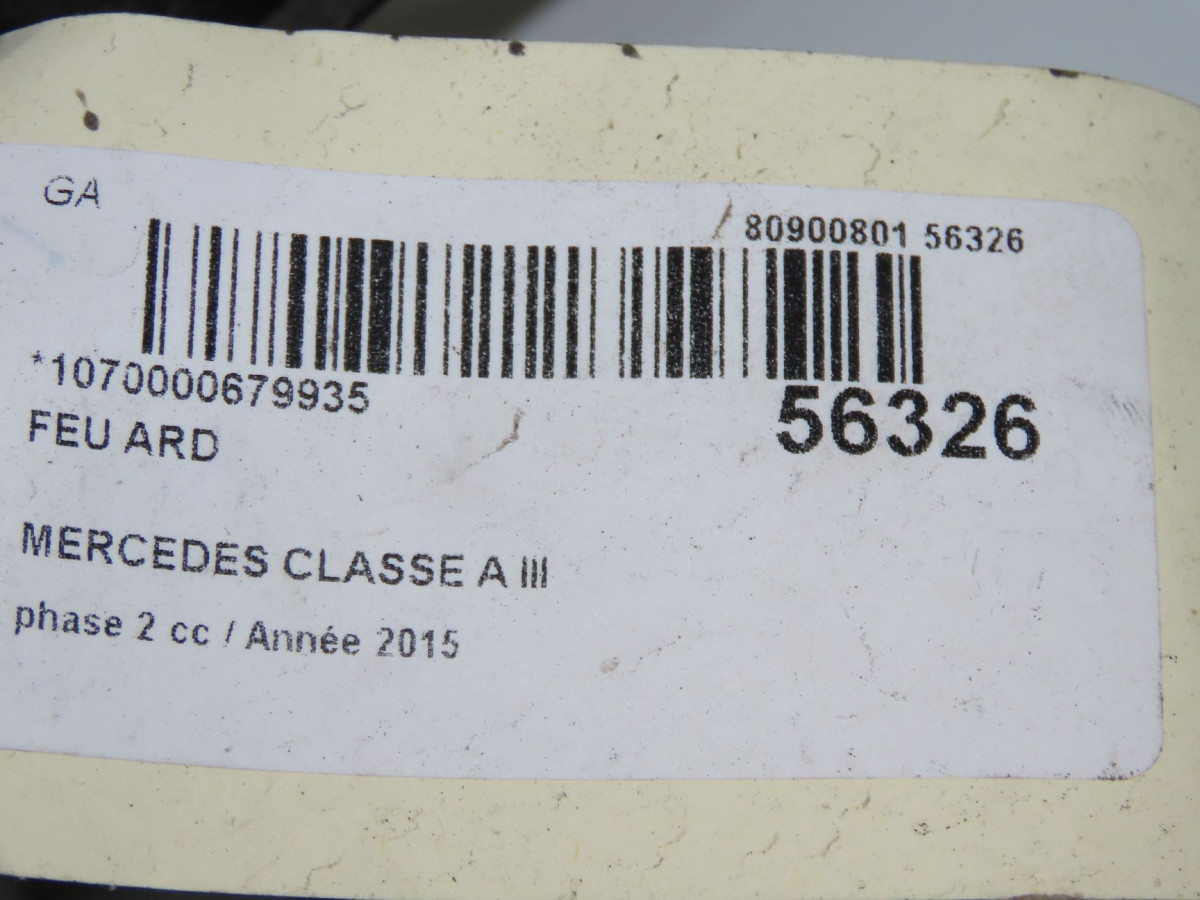 GA
80900801 56326
*1070000679935
56326
FEU ARD
MERCEDES CLASSE A III
phase 2 cc / Année 2015